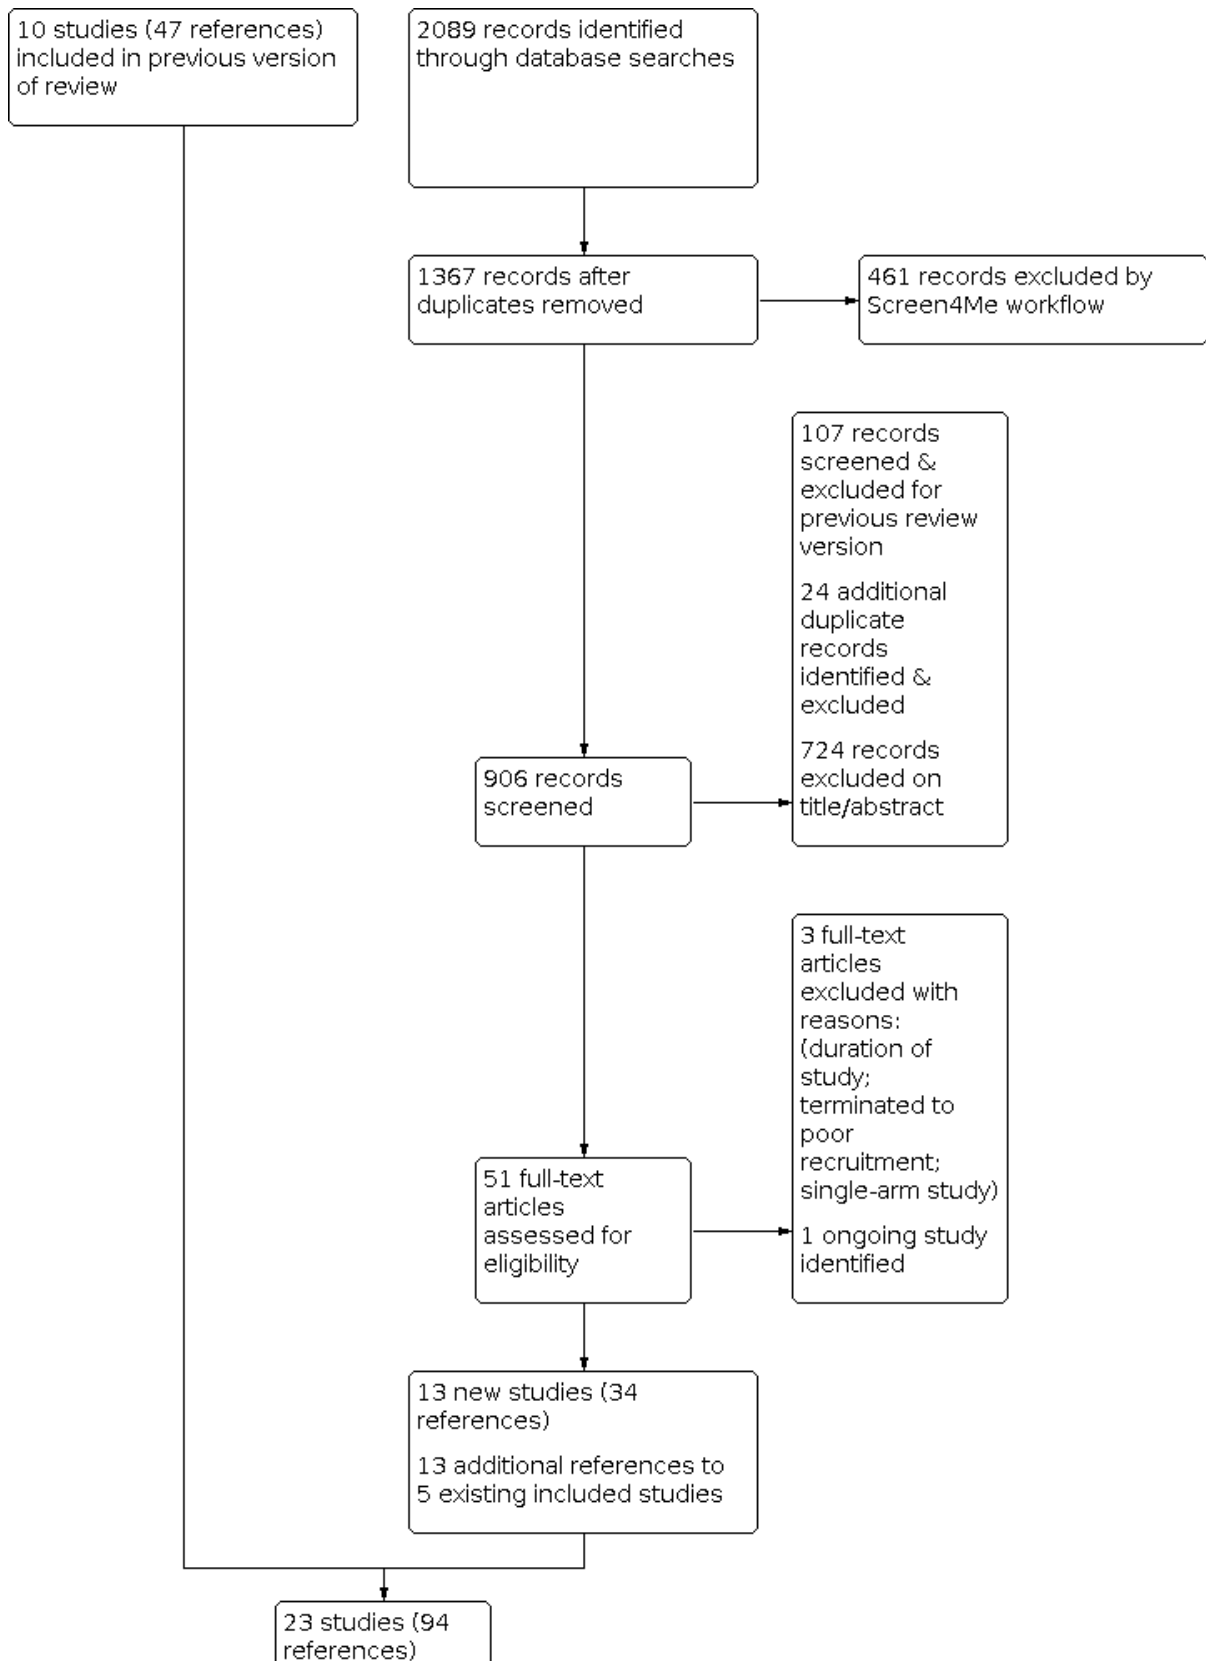 10 studies (47 references)
included in previous version
of review
2089 records identified
through database searches
1367 records after
duplicates removed
461 records excluded by
Screen4Me workflow
107 records
screened &
excluded for
previous review
version
24 additional
duplicate
records
identified &
excluded
724 records
excluded on
title/abstract
906 records
screened
3 full-text
articles
excluded with
reasons:
(duration of
study;
terminated to
poor
recruitment;
single-arm study)
1 ongoing study
identified
51 full-text
articles
assessed for
eligibility
13 new studies (34
references)
13 additional references to
5 existing included studies
23 studies (94
references)